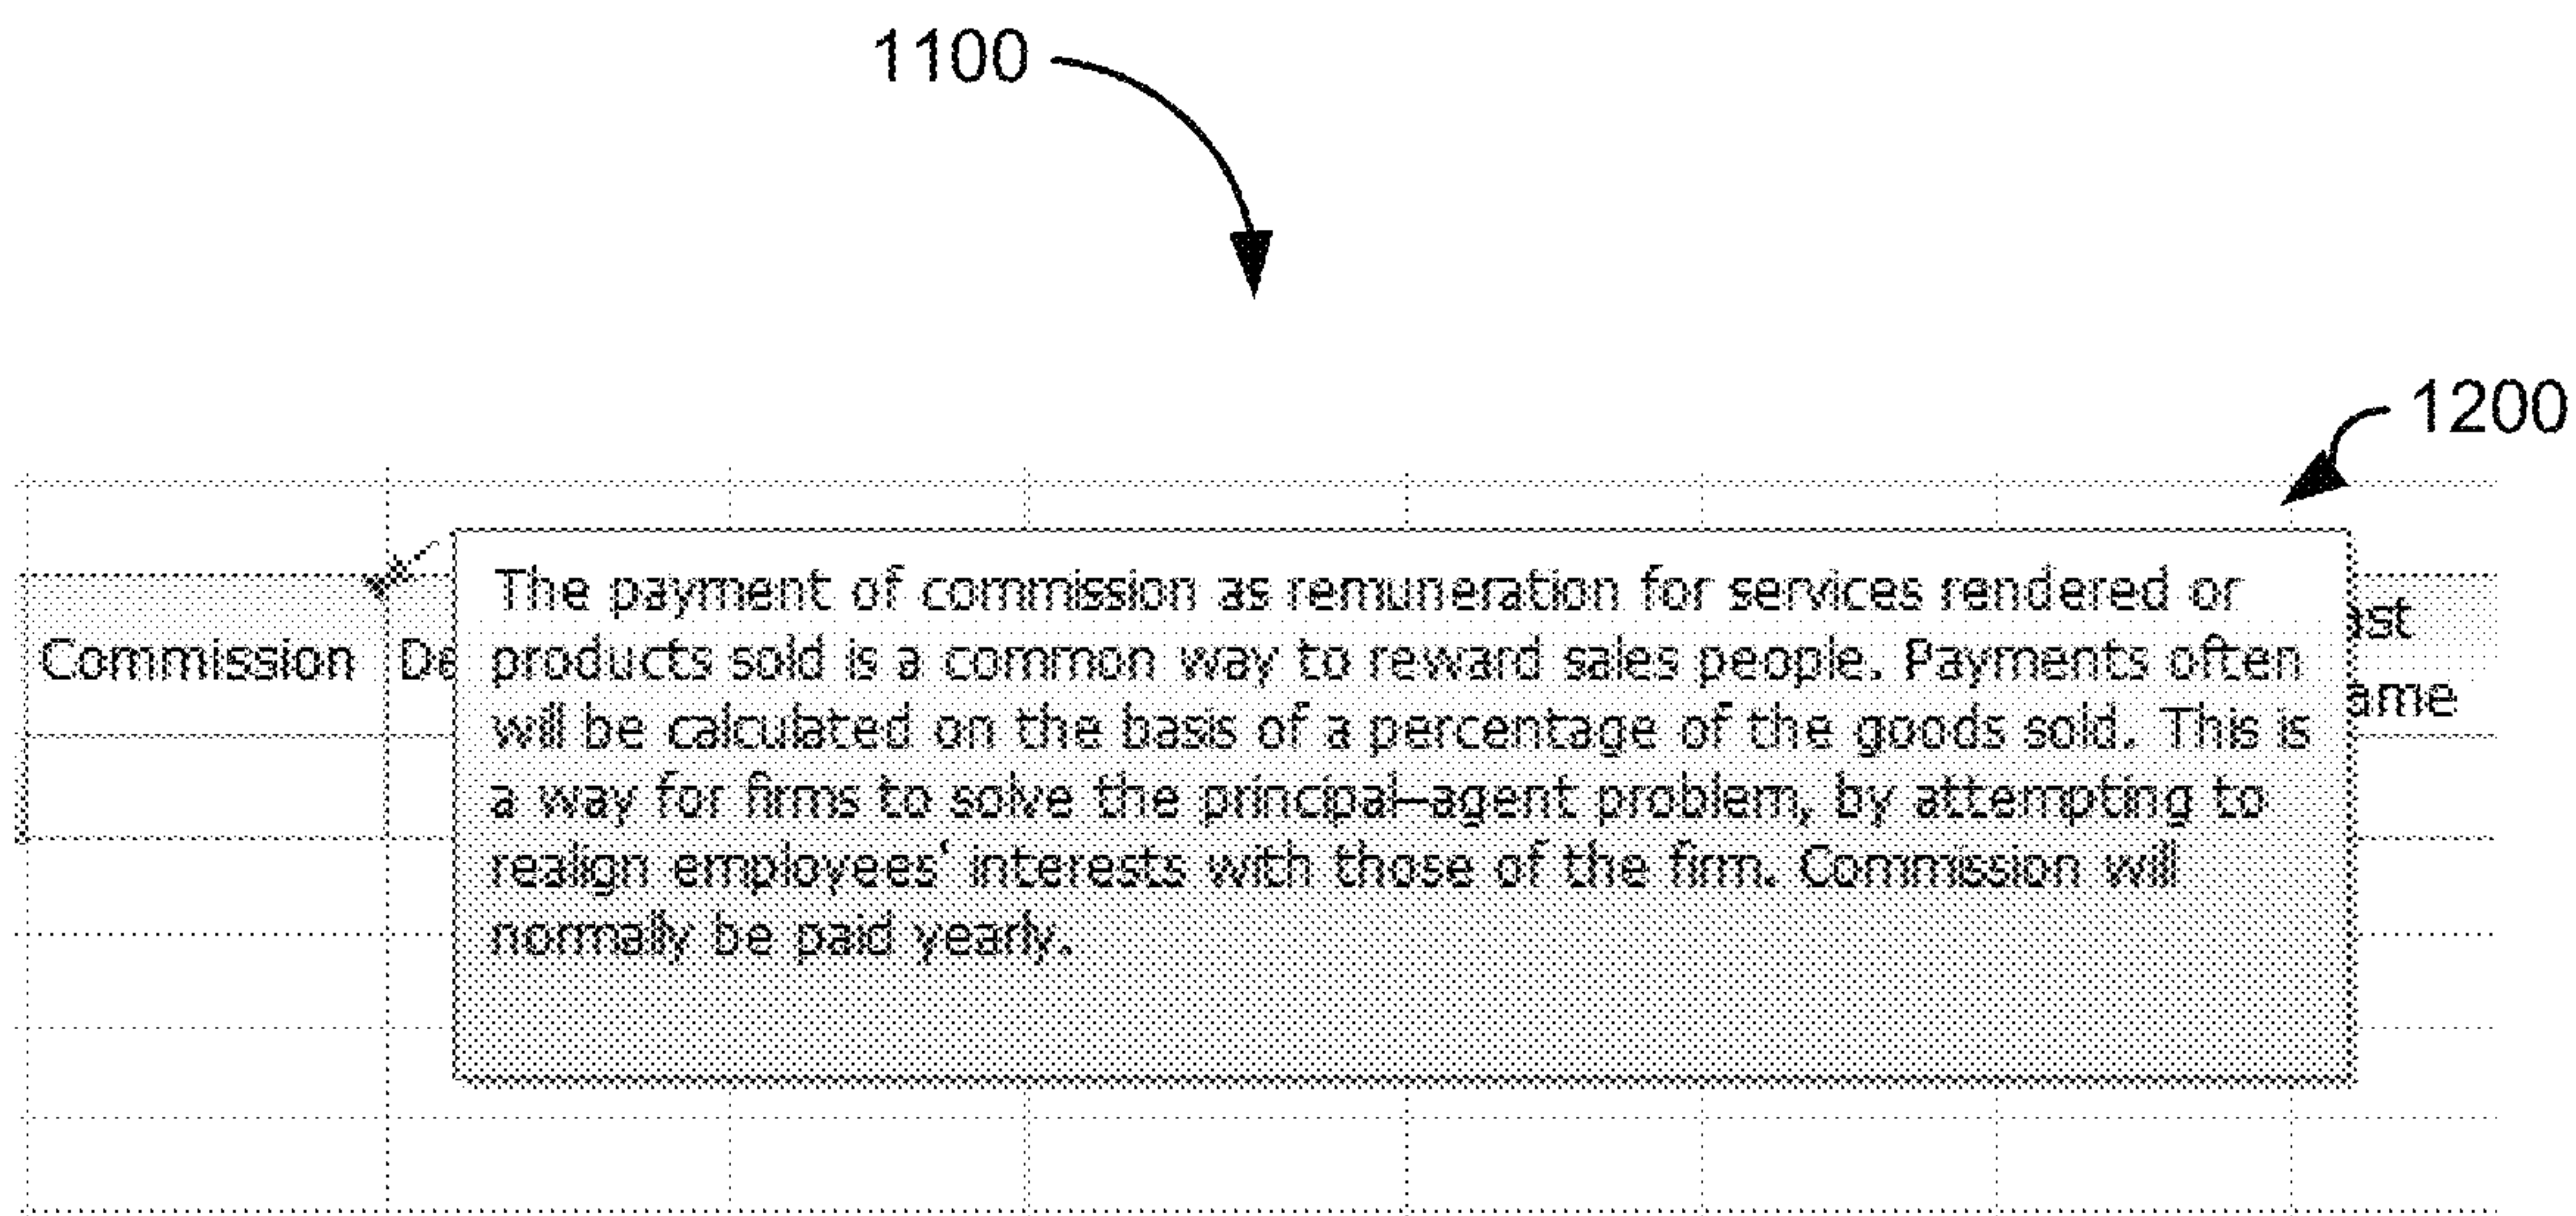 1100
1200
The payment of commission as remuneration for services rendered or
products sold is a common way to reward sales people. Payments often
will be calculated on the basis of a percentage of the goods sold. This is
a way for firms to solve the principal–agent problem, by attempting to
realign employees' interests with those of the firm. Commission will
normally be paid yearly.
Commission